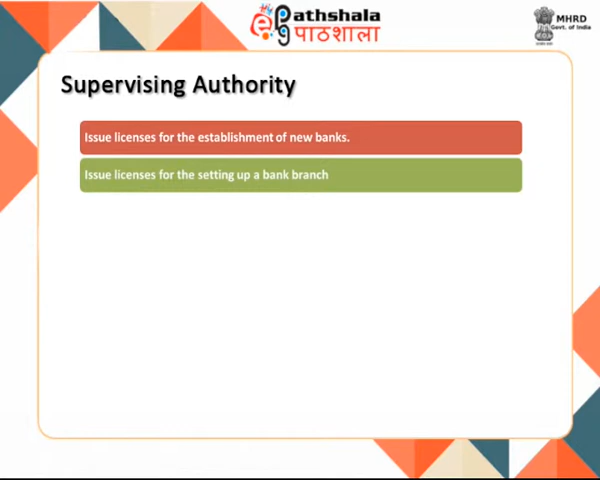 ePathshala
पाठशाला
MHRD
Govt. of India
Supervising Authority
Issue licenses for the establishment of new banks.
Issue licenses for the setting up a bank branch